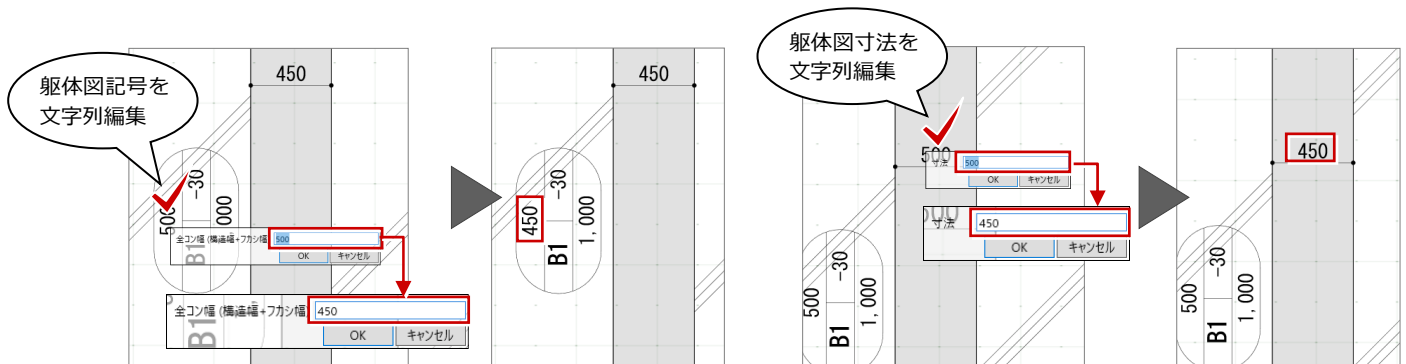 躯体図記号を
文字列編集
450
500
-30
000
B1
全コン幅 (構造幅+フカシ幅
500
OK
キャンセル
全コン幅 (構造幅+フカシ幅
450
OK
キャンセル
B1
450
450
-30
B1
1,000
躯体図寸法を
文字列編集
500
寸法
500
OK
キャンセル
寸法
450
OK
キャンセル
500
-30
B1
1,000
450
500
-30
B1
1,000